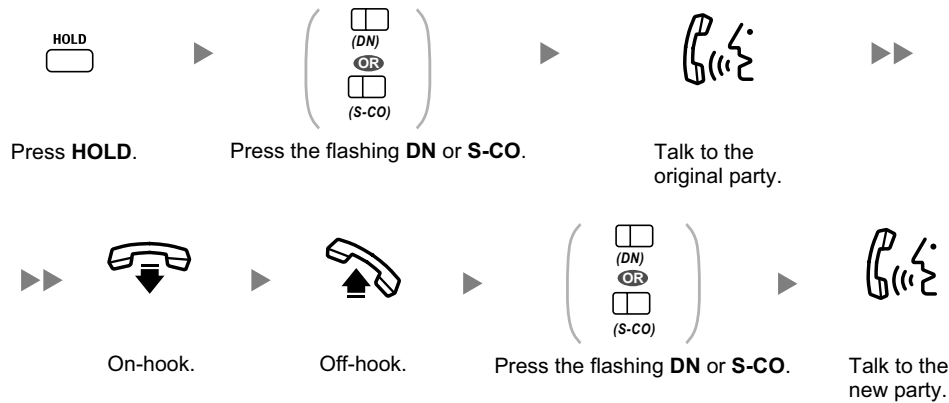 HOLD
(DN)
OR
(S-CO)
Press HOLD.
Press the flashing DN or S-CO.
Talk to the
original party.
On-hook.
Off-hook.
(DN)
OR
(S-CO)
Press the flashing DN or S-CO.
Talk to the
new party.